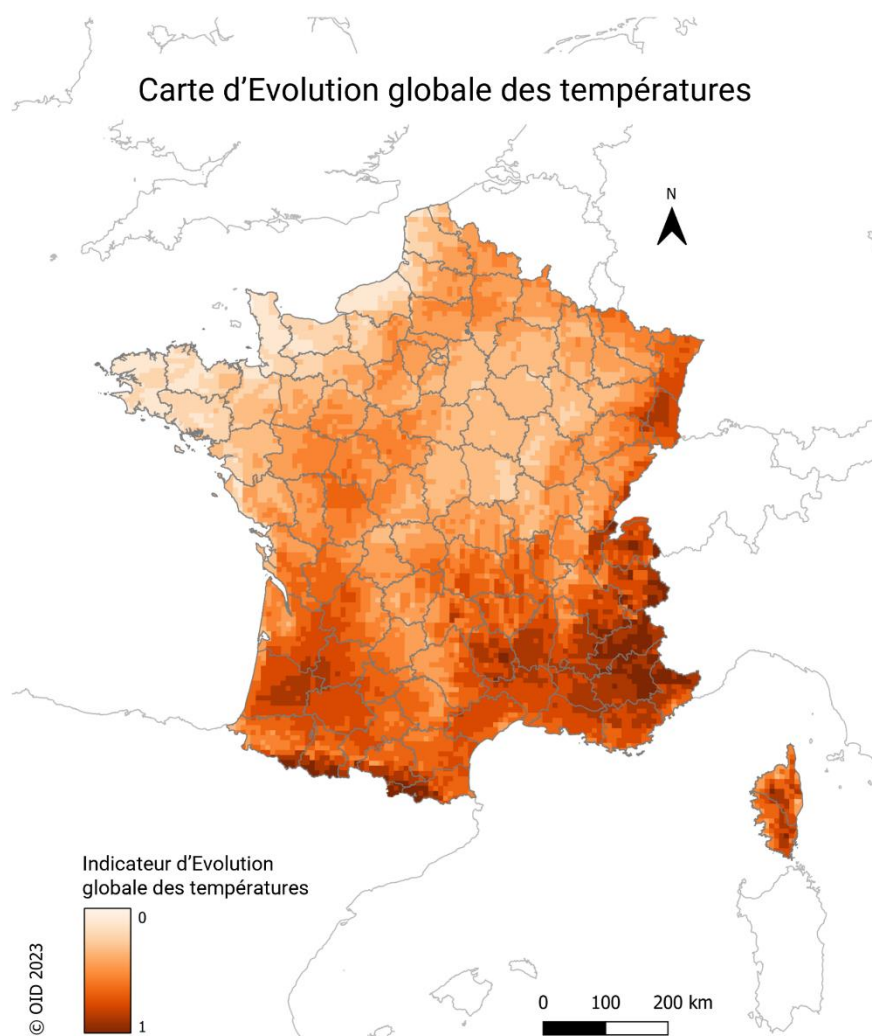 Carte d’Evolution globale des températures
N
Indicateur d’Evolution
globale des températures
0
1
© OID 2023
0 100 200 km